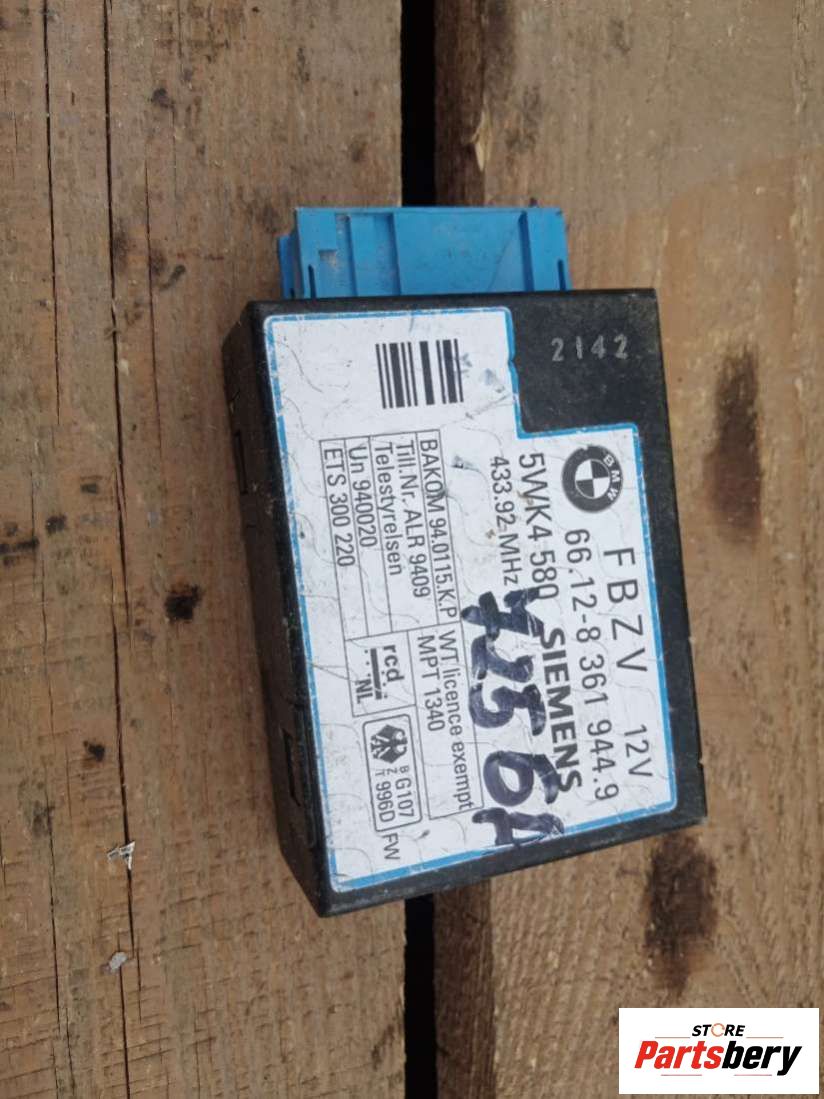 2142
BMW
FBZV 12V
66.12-8 361 944.9
5WK4 580 SIEMENS
433.92 MHz
BAKOM 94.0115.K.P
Till.Nr. ALR 9409
Telestyrelsen
Un 940020
ETS 300 220
WT licence exempt
MPT 1340
rcd
NL
BZT
G107
996D
FW
STORE
Partsbery